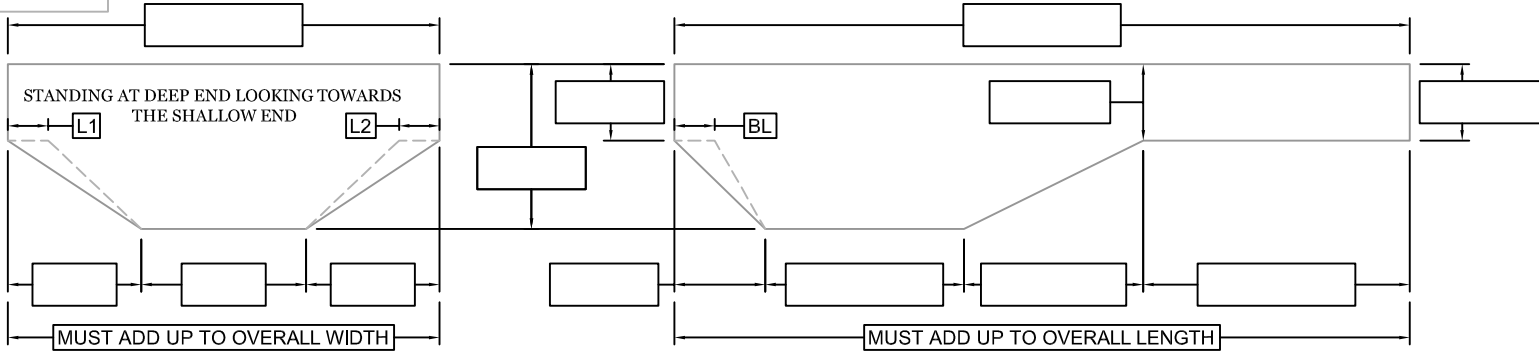 STANDING AT DEEP END LOOKING TOWARDS
THE SHALLOW END
L1
L2
BL
MUST ADD UP TO OVERALL WIDTH
MUST ADD UP TO OVERALL LENGTH